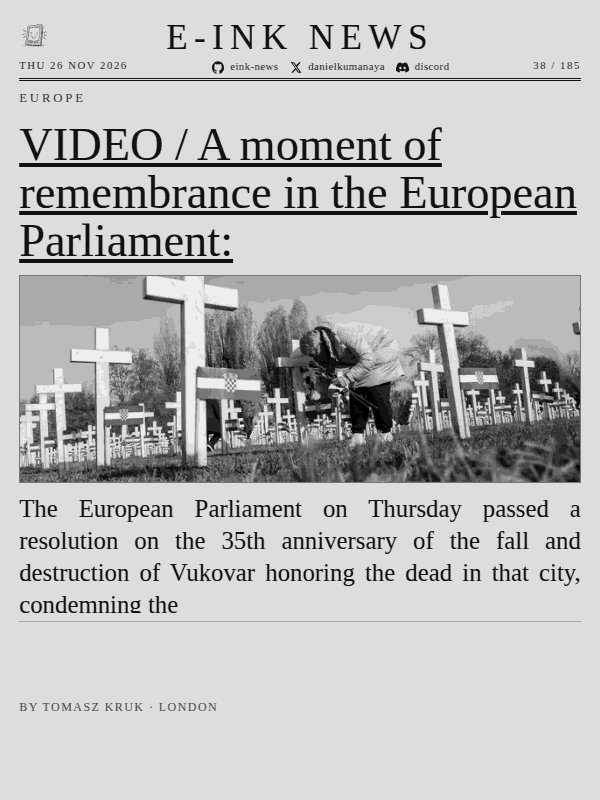 E-INK NEWS
THU 26 NOV 2026
eink-news danielkumanaya discord
38 / 185
EUROPE
VIDEO / A moment of
remembrance in the European
Parliament:
The European Parliament on Thursday passed a
resolution on the 35th anniversary of the fall and
destruction of Vukovar honoring the dead in that city,
condemning the
BY TOMASZ KRUK · LONDON